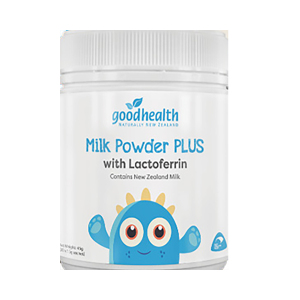 goodhealth
NATURALLY NEW ZEALAND
Milk Powder PLUS
with Lactoferrin
Contains New Zealand Milk